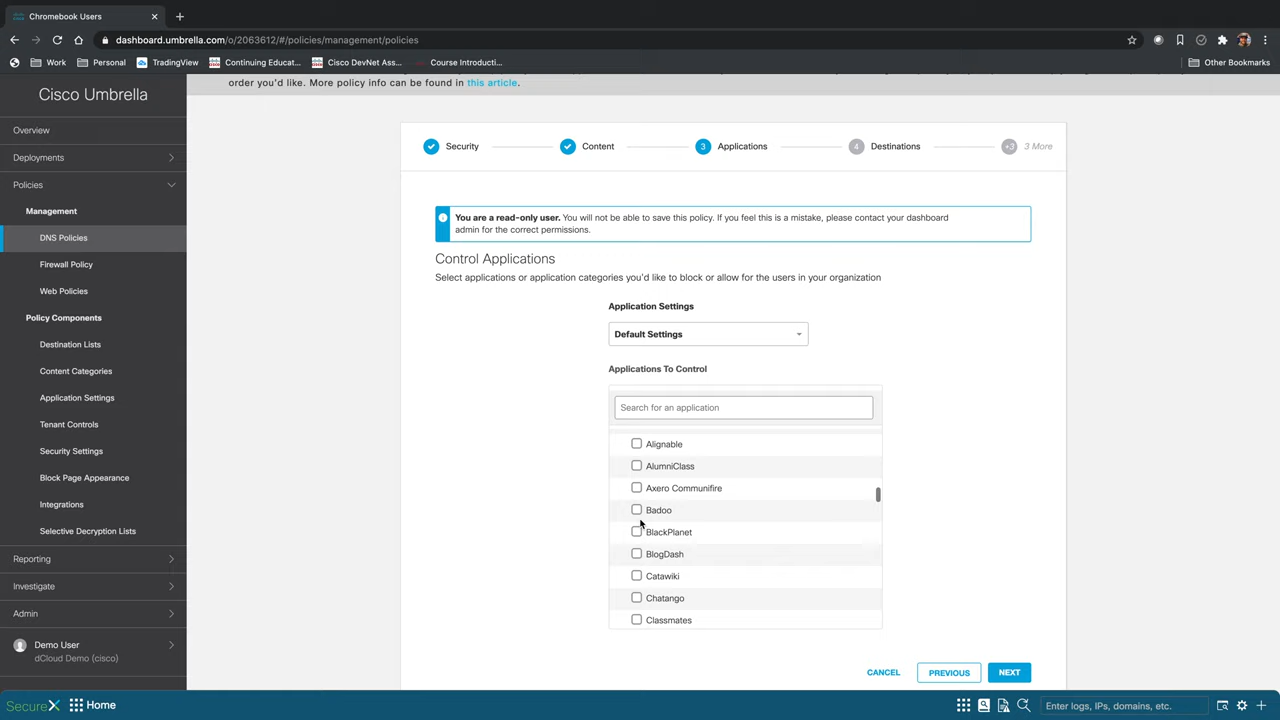 Chromebook Users
dashboard.umbrella.com/o/2063612/#/policies/management/policies
Work
Personal
TradingView
Continuing Educat...
Cisco DevNet Ass...
Course Introducti...
Other Bookmarks
order you'd like. More policy info can be found in this article.
Cisco Umbrella
Overview
Deployments
Policies
Management
DNS Policies
Firewall Policy
Web Policies
Policy Components
Destination Lists
Content Categories
Application Settings
Tenant Controls
Security Settings
Block Page Appearance
Integrations
Selective Decryption Lists
Reporting
Investigate
Admin
Demo User
dCloud Demo (cisco)
Security
Content
3 Applications
4 Destinations
+3 3 More
You are a read-only user. You will not be able to save this policy. If you feel this is a mistake, please contact your dashboard
admin for the correct permissions.
Control Applications
Select applications or application categories you'd like to block or allow for the users in your organization
Application Settings
Default Settings
Applications To Control
Search for an application
Alignable
AlumniClass
Axero Communifire
Badoo
BlackPlanet
BlogDash
Catawiki
Chatango
Classmates
CANCEL
PREVIOUS
NEXT
SecureX
Home
Enter logs, IPs, domains, etc.